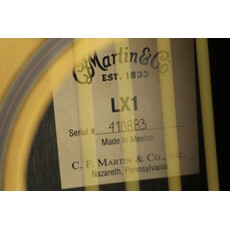 Martin & Co.
EST. 1833
LX1
Serial # 410883
Made in Mexico
C. F. MARTIN & CO., INC.
Nazareth, Pennsylvania